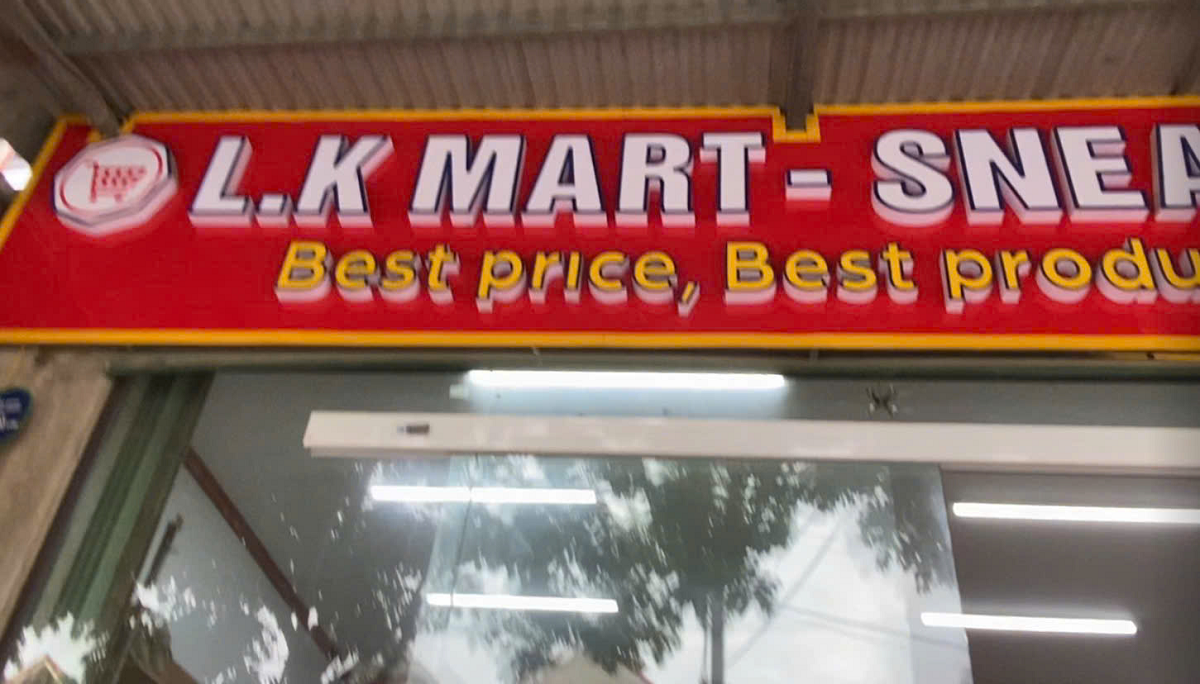 L.K MART - SNEA
Best price, Best produ